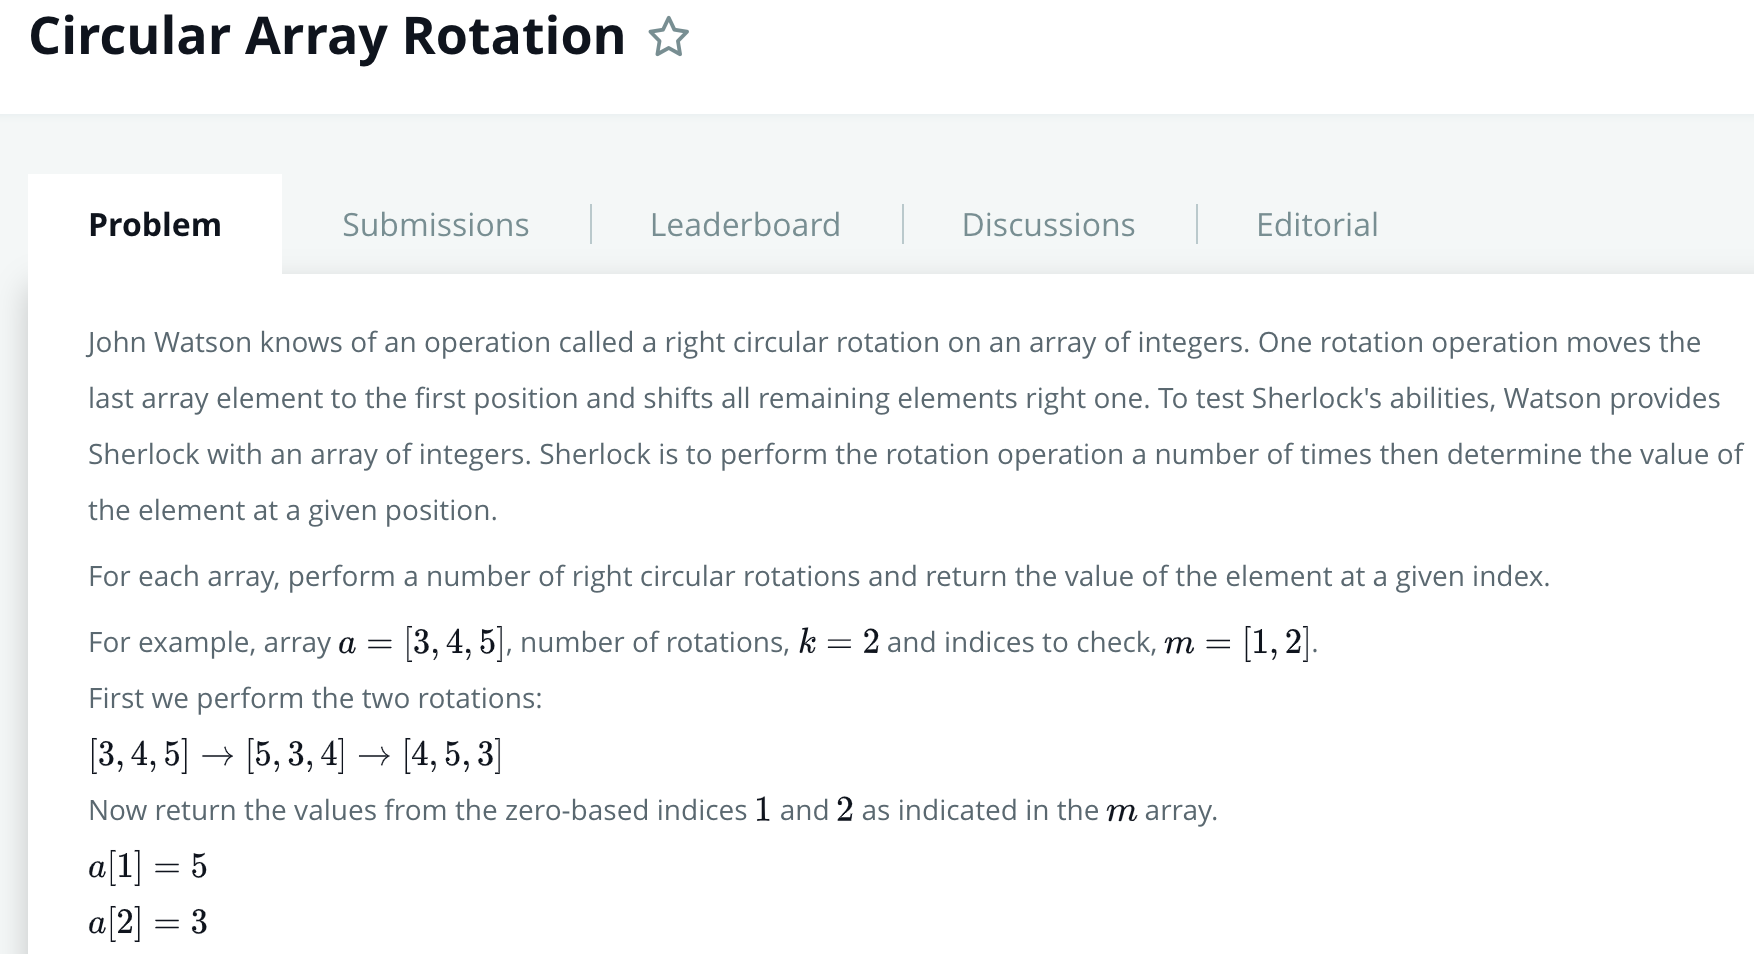 Circular Array Rotation
Problem
Submissions
Leaderboard
Discussions
Editorial
John Watson knows of an operation called a right circular rotation on an array of integers. One rotation operation moves the
last array element to the first position and shifts all remaining elements right one. To test Sherlock's abilities, Watson provides
Sherlock with an array of integers. Sherlock is to perform the rotation operation a number of times then determine the value of
the element at a given position.
For each array, perform a number of right circular rotations and return the value of the element at a given index.
For example, array a = [3, 4, 5], number of rotations, k = 2 and indices to check, m = [1, 2].
First we perform the two rotations:
[3, 4, 5] → [5, 3, 4] → [4, 5, 3]
Now return the values from the zero-based indices 1 and 2 as indicated in the m array.
a[1] = 5
a[2] = 3